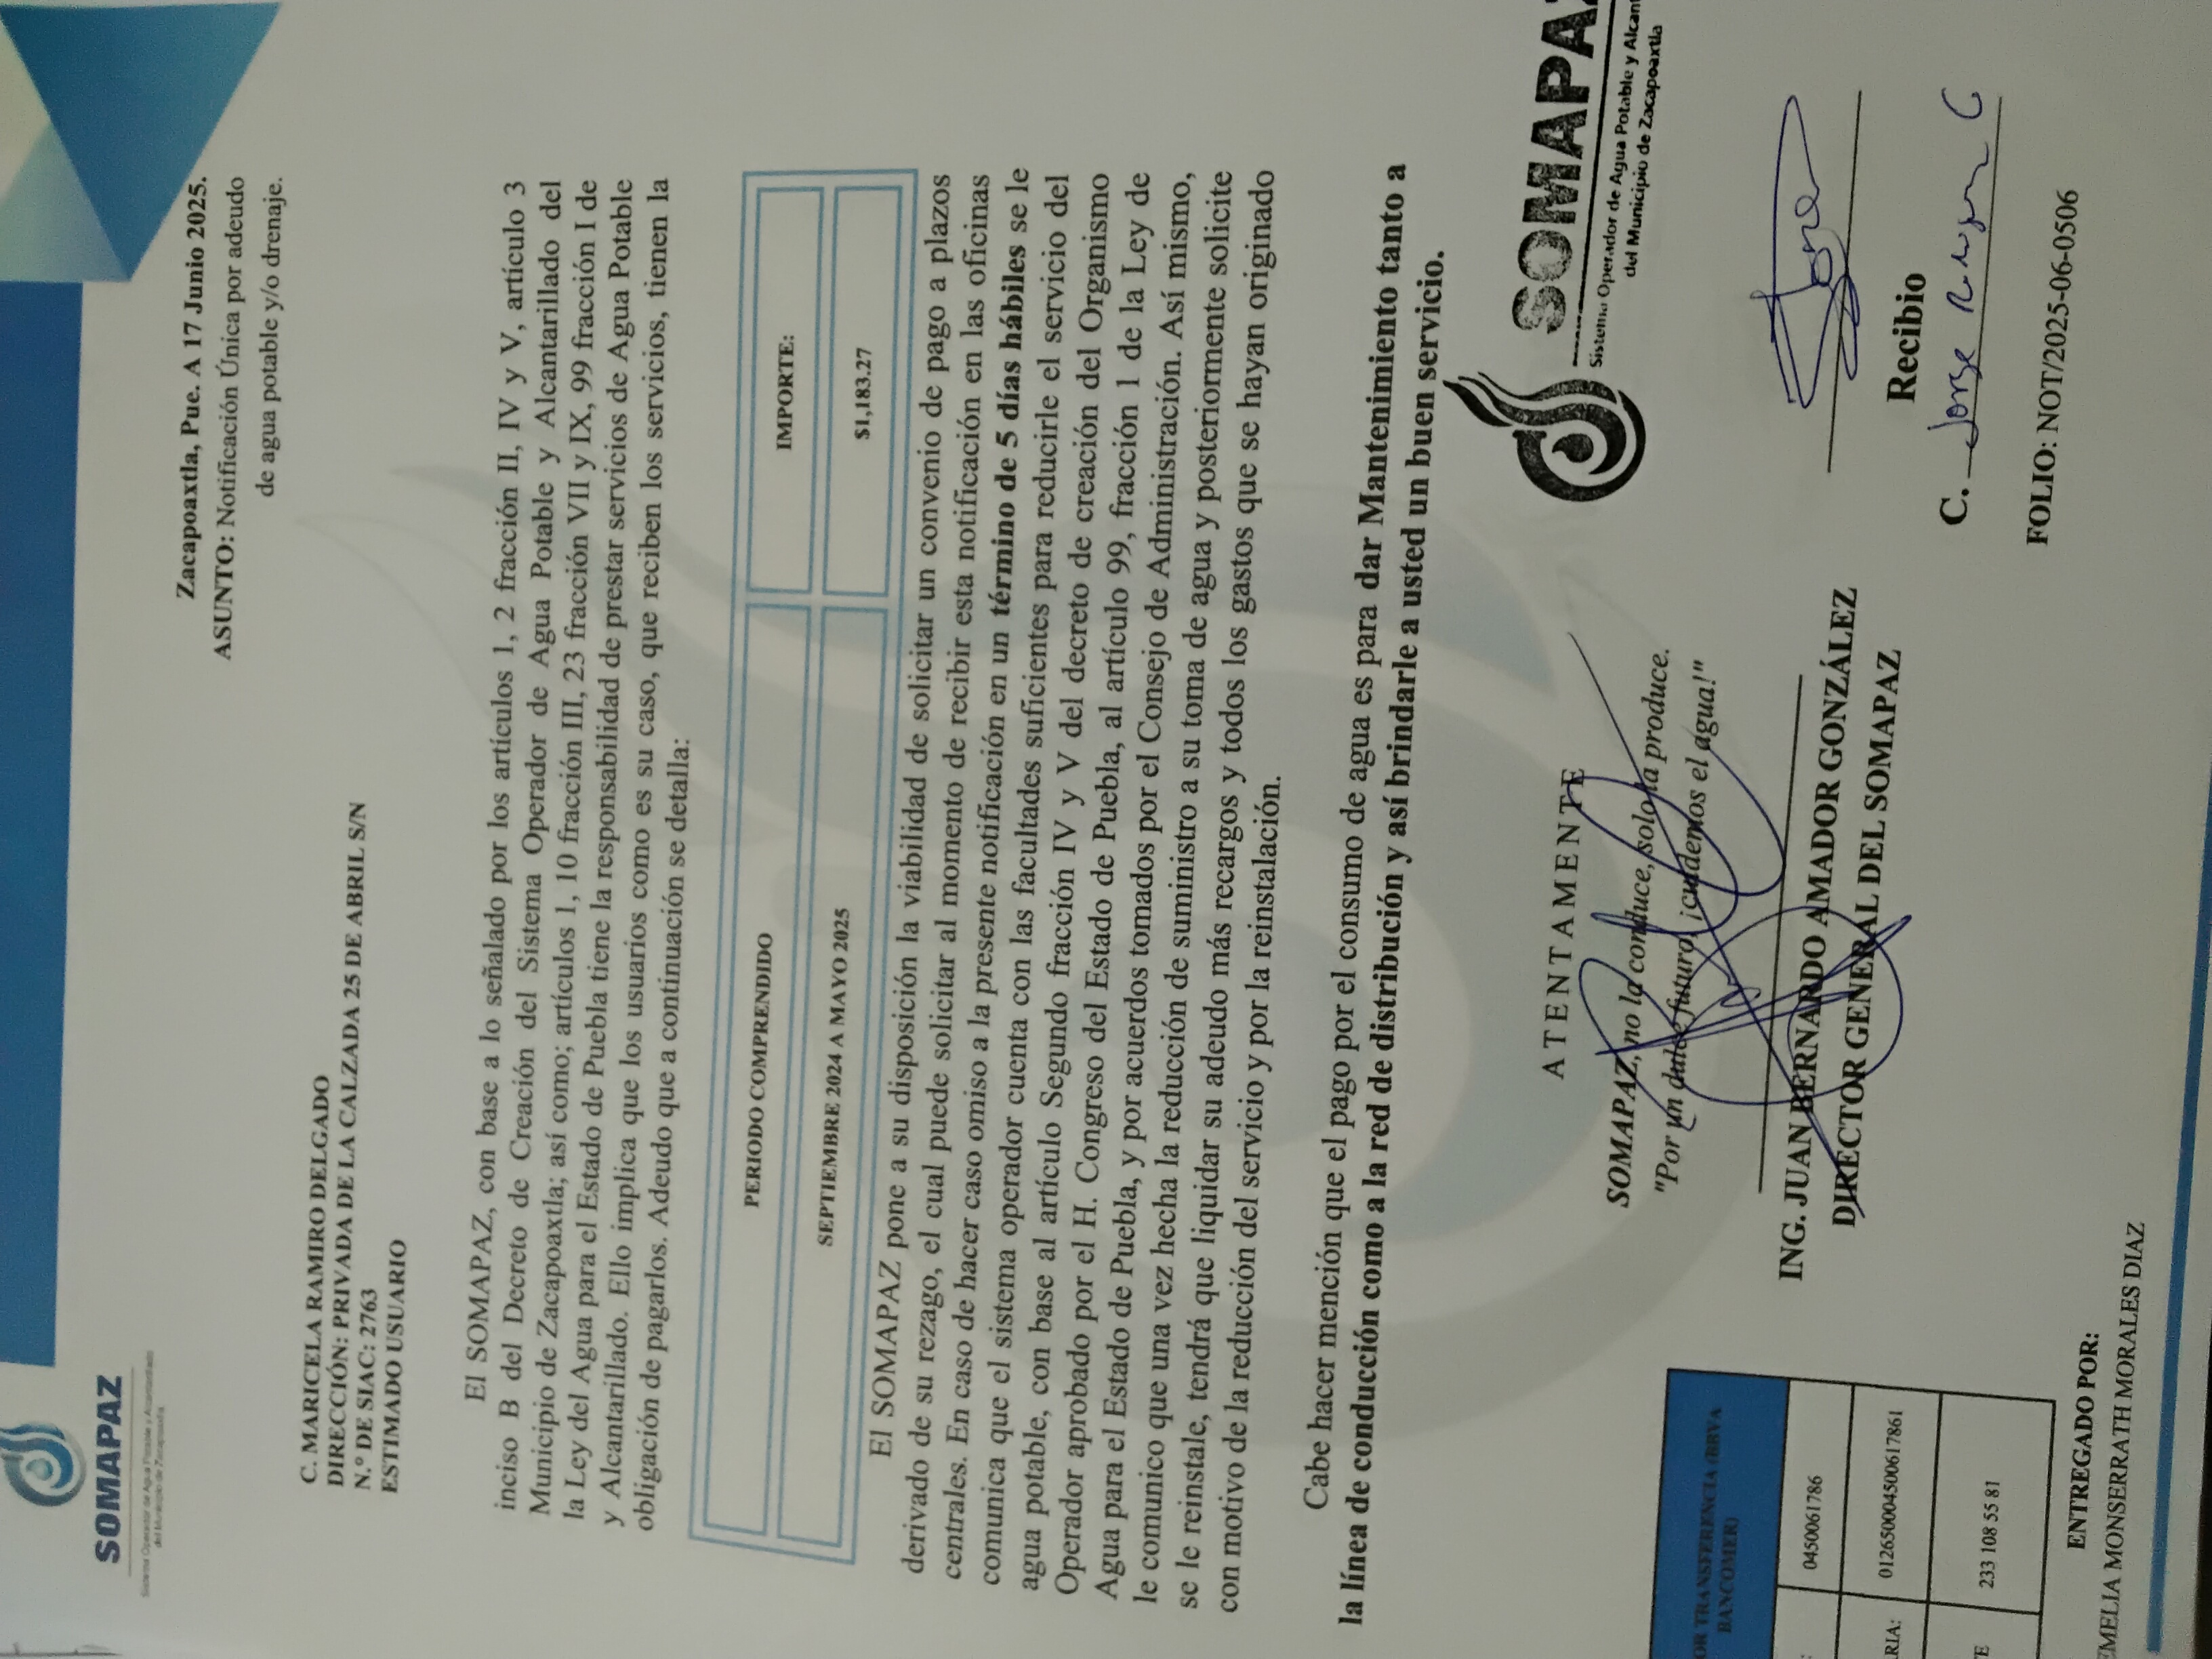 SOMAPAZ
Sistema Operador de Agua Potable y Alcantarillado
del Municipio de Zacapoaxtla
Zacapoaxtla, Pue. A 17 Junio 2025.
ASUNTO: Notificación Única por adeudo
de agua potable y/o drenaje.
C. MARICELA RAMIRO DELGADO
DIRECCIÓN: PRIVADA DE LA CALZADA 25 DE ABRIL S/N
N.º DE SIAC: 2763
ESTIMADO USUARIO
El SOMAPAZ, con base a lo señalado por los artículos 1, 2 fracción II, IV y V, artículo 3
inciso B del Decreto de Creación del Sistema Operador de Agua Potable y Alcantarillado del
Municipio de Zacapoaxtla; así como; artículos 1, 10 fracción III, 23 fracción VII y IX, 99 fracción I de
la Ley del Agua para el Estado de Puebla tiene la responsabilidad de prestar servicios de Agua Potable
y Alcantarillado. Ello implica que los usuarios como es su caso, que reciben los servicios, tienen la
obligación de pagarlos. Adeudo que a continuación se detalla:
PERIODO COMPRENDIDO
IMPORTE:
SEPTIEMBRE 2024 A MAYO 2025
$1,183.27
El SOMAPAZ pone a su disposición la viabilidad de solicitar un convenio de pago a plazos
derivado de su rezago, el cual puede solicitar al momento de recibir esta notificación en las oficinas
centrales. En caso de hacer caso omiso a la presente notificación en un término de 5 días hábiles se le
comunica que el sistema operador cuenta con las facultades suficientes para reducirle el servicio del
agua potable, con base al artículo Segundo fracción IV y V del decreto de creación del Organismo
Operador aprobado por el H. Congreso del Estado de Puebla, al artículo 99, fracción 1 de la Ley de
Agua para el Estado de Puebla, y por acuerdos tomados por el Consejo de Administración. Así mismo,
le comunico que una vez hecha la reducción de suministro a su toma de agua y posteriormente solicite
se le reinstale, tendrá que liquidar su adeudo más recargos y todos los gastos que se hayan originado
con motivo de la reducción del servicio y por la reinstalación.
Cabe hacer mención que el pago por el consumo de agua es para dar Mantenimiento tanto a
la línea de conducción como a la red de distribución y así brindarle a usted un buen servicio.
ATENTAMENTE
SOMAPAZ, no la conduce, solo la produce.
"Por un dulce futuro, ¡cuidemos el agua!"
ING. JUAN BERNARDO AMADOR GONZÁLEZ
DIRECTOR GENERAL DEL SOMAPAZ
SOMAPAZ
Sistema Operador de Agua Potable y Alcant
del Municipio de Zacapoaxtla
OR TRANSFERENCIA (BBVA
BANCOMER)
: 0450061786
ARIA: 012650004500617861
TE 233 108 55 81
Recibio
C. Jorge Rodriguez G
FOLIO: NOT/2025-06-0506
ENTREGADO POR:
EMELIA MONSERRATH MORALES DIAZ